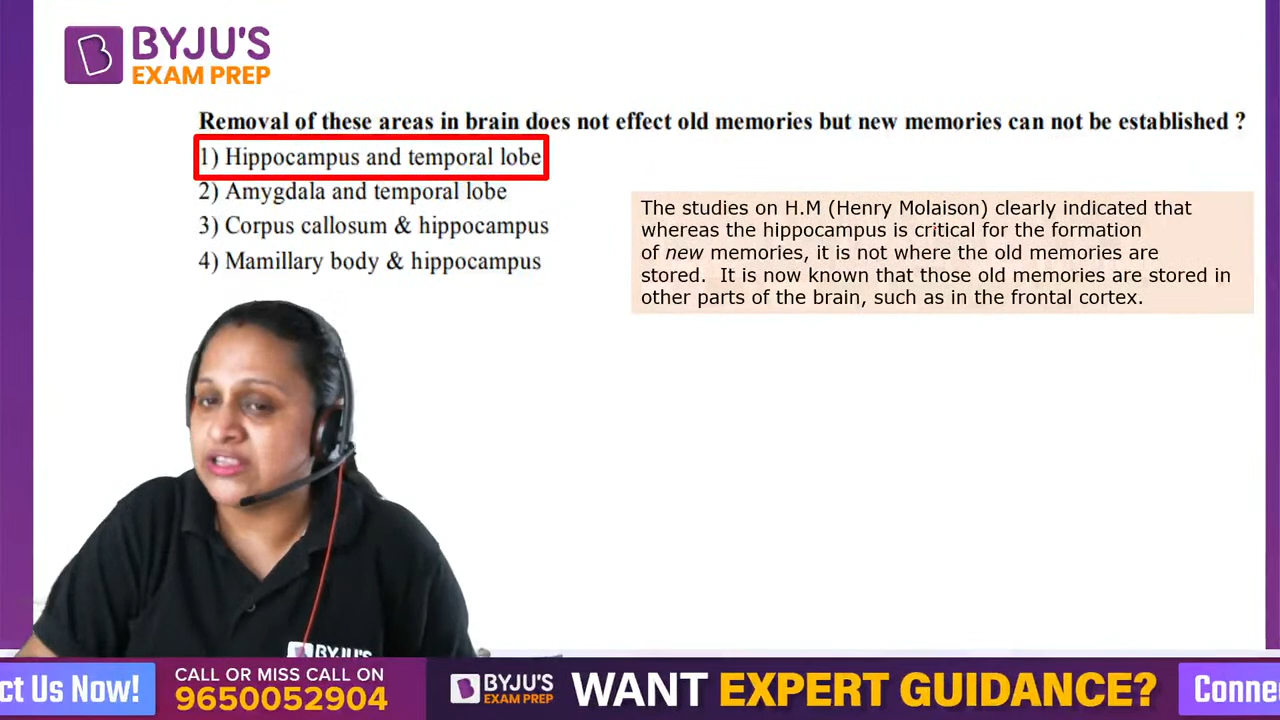 BYJU'S
EXAM PREP
Removal of these areas in brain does not effect old memories but new memories can not be established ?
1) Hippocampus and temporal lobe
2) Amygdala and temporal lobe
3) Corpus callosum & hippocampus
4) Mamillary body & hippocampus
The studies on H.M (Henry Molaison) clearly indicated that
whereas the hippocampus is critical for the formation
of new memories, it is not where the old memories are
stored. It is now known that those old memories are stored in
other parts of the brain, such as in the frontal cortex.
BYJU'S
ct Us Now!
CALL OR MISS CALL ON
9650052904
BYJU'S
EXAM PREP
WANT EXPERT GUIDANCE?
Conne